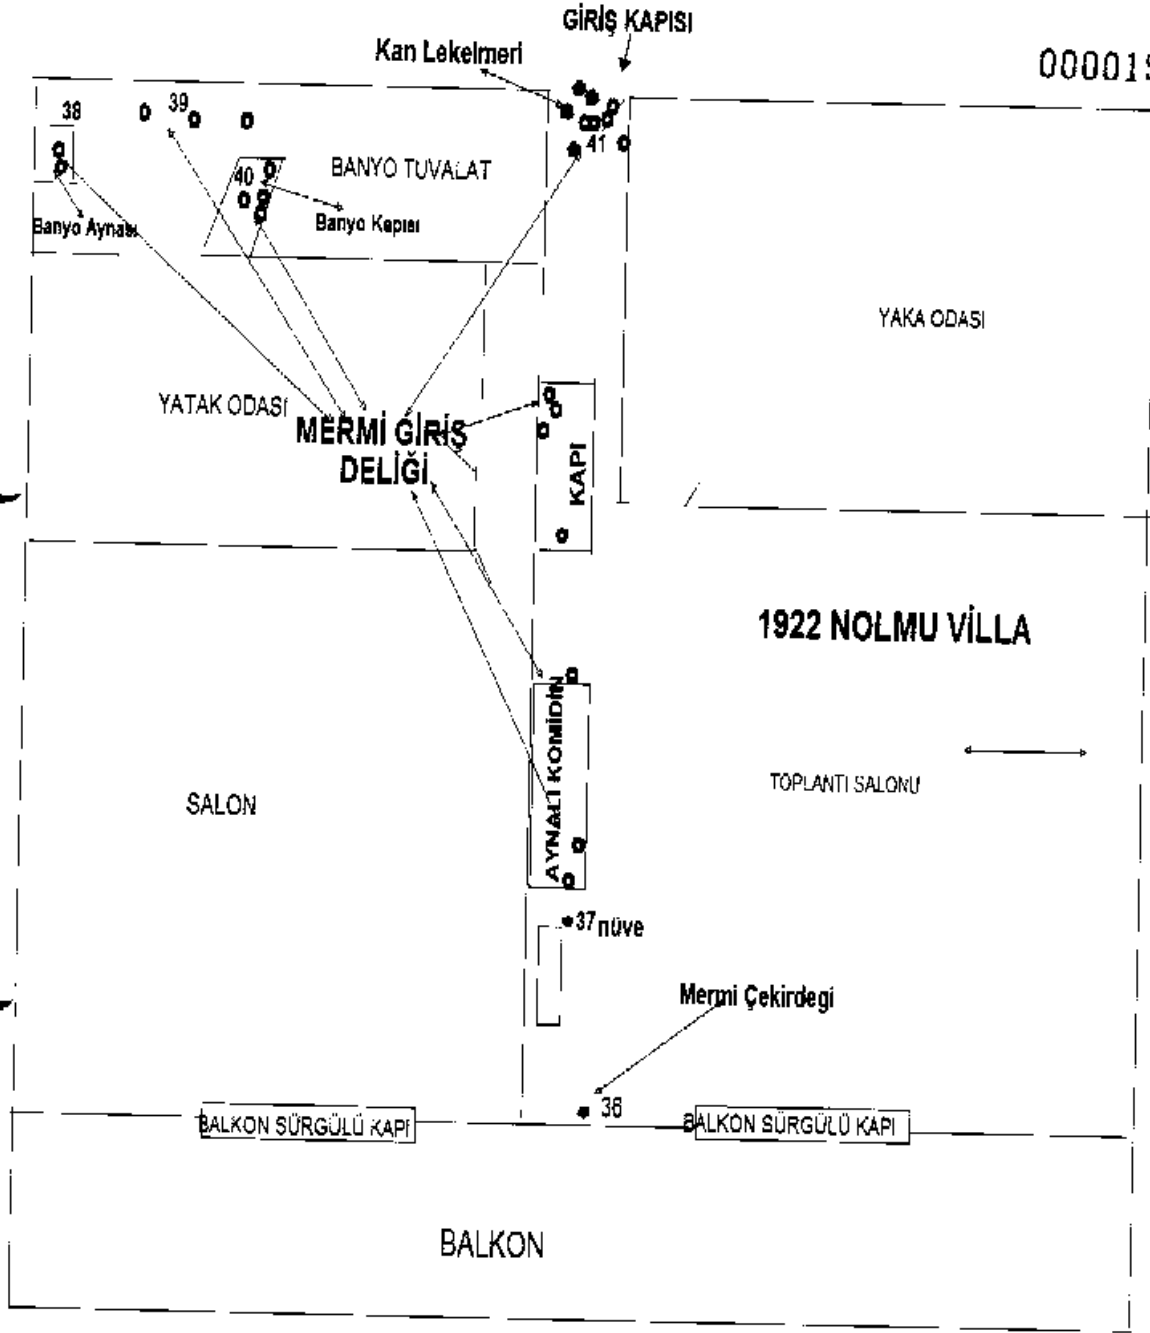 GİRİŞ KAPISI
Kan Lekelmeri
00001
38
39
41
BANYO TUVALAT
40
Banyo Aynası
Banyo Kapısı
YAKA ODASI
YATAK ODASI
MERMİ GİRİŞ
DELİĞİ
KAPI
1922 NOLMU VİLLA
AYNALI KOMİDİN
TOPLANTI SALONU
SALON
37 nüve
Mermi Çekirdegi
36
BALKON SÜRGÜLÜ KAPI
BALKON SÜRGÜLÜ KAPI
BALKON